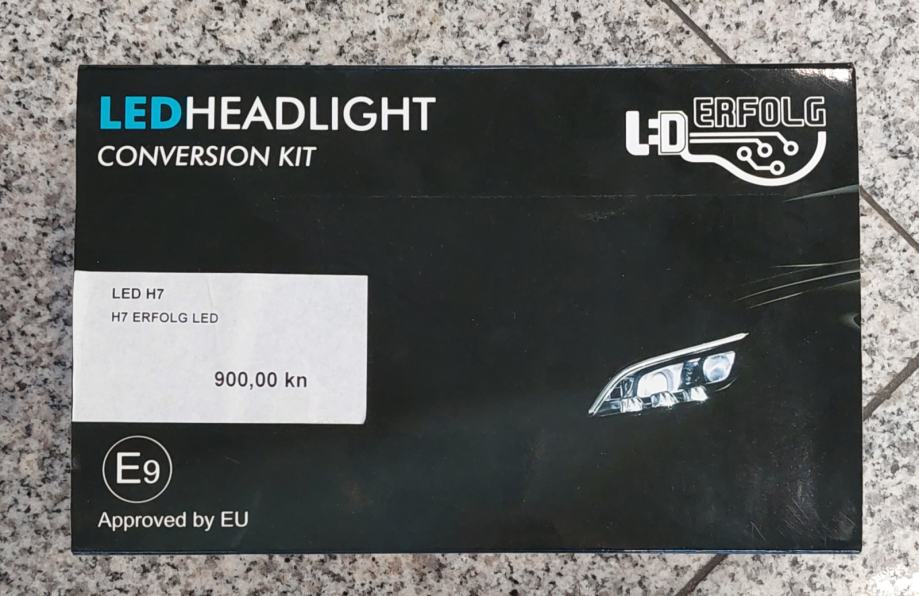 LEDHEADLIGHT
CONVERSION KIT
LED ERFOLG
LED H7
H7 ERFOLG LED
900,00 kn
E9
Approved by EU